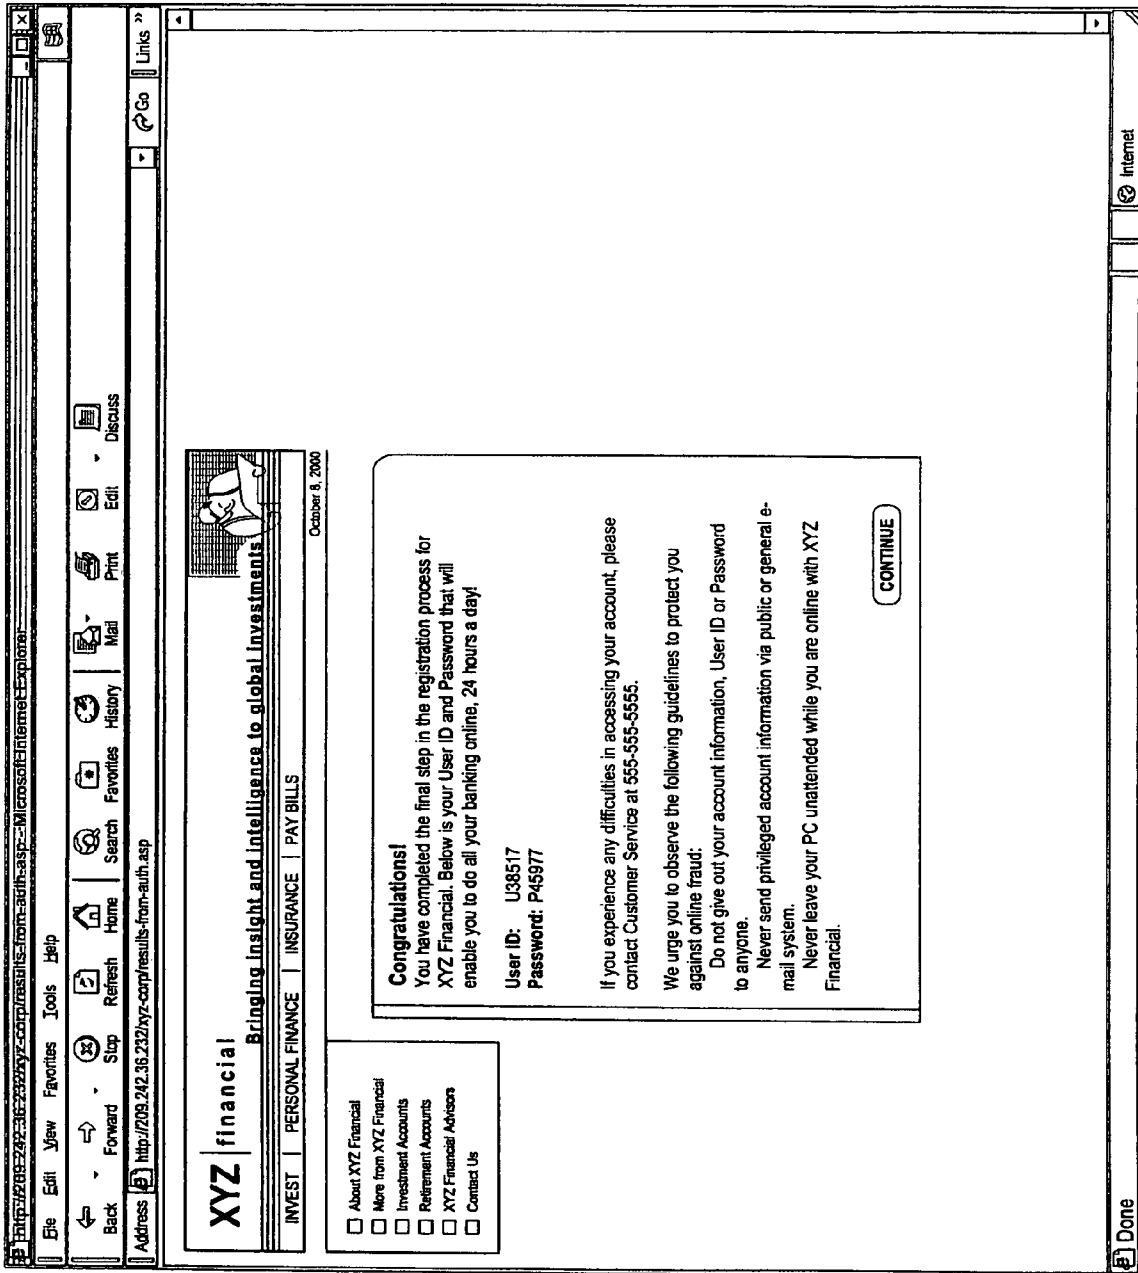 http://209.242.36.232/xyz-corp/results-from-auth.asp - Microsoft Internet Explorer
File Edit View Favorites Tools Help
Back Forward Stop Refresh Home Search Favorites History Mail Print Edit Discuss
Address http://209.242.36.232/xyz-corp/results-from-auth.asp Go Links »
XYZ financial
Bringing insight and intelligence to global investments
INVEST | PERSONAL FINANCE | INSURANCE | PAY BILLS
October 8, 2000
About XYZ Financial
More from XYZ Financial
Investment Accounts
Retirement Accounts
XYZ Financial Advisors
Contact Us
Congratulations!
You have completed the final step in the registration process for
XYZ Financial. Below is your User ID and Password that will
enable you to do all your banking online, 24 hours a day!
User ID: U38517
Password: P45977
If you experience any difficulties in accessing your account, please
contact Customer Service at 555-555-5555.
We urge you to observe the following guidelines to protect you
against online fraud:
Do not give out your account information, User ID or Password
to anyone.
Never send privileged account information via public or general e-
mail system.
Never leave your PC unattended while you are online with XYZ
Financial.
CONTINUE
Done Internet